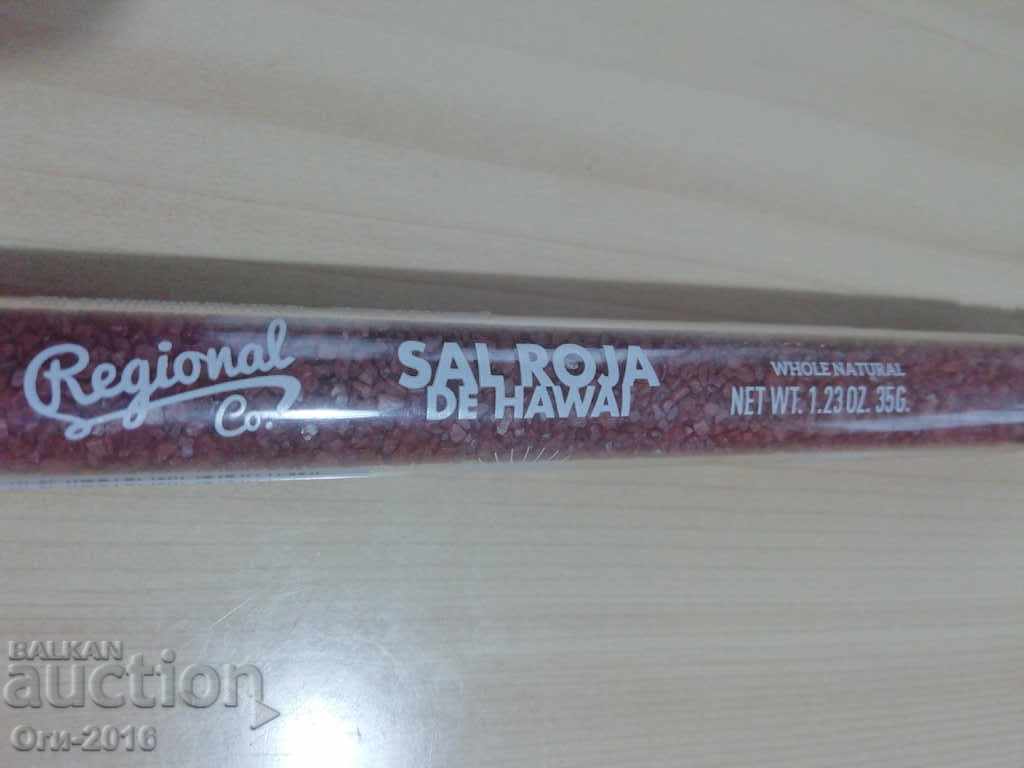 Regional
Co.
SAL ROJA
DE HAWAI
WHOLE NATURAL
NET WT. 1.23 OZ. 35G.
BALKAN
auction
Оги-2016